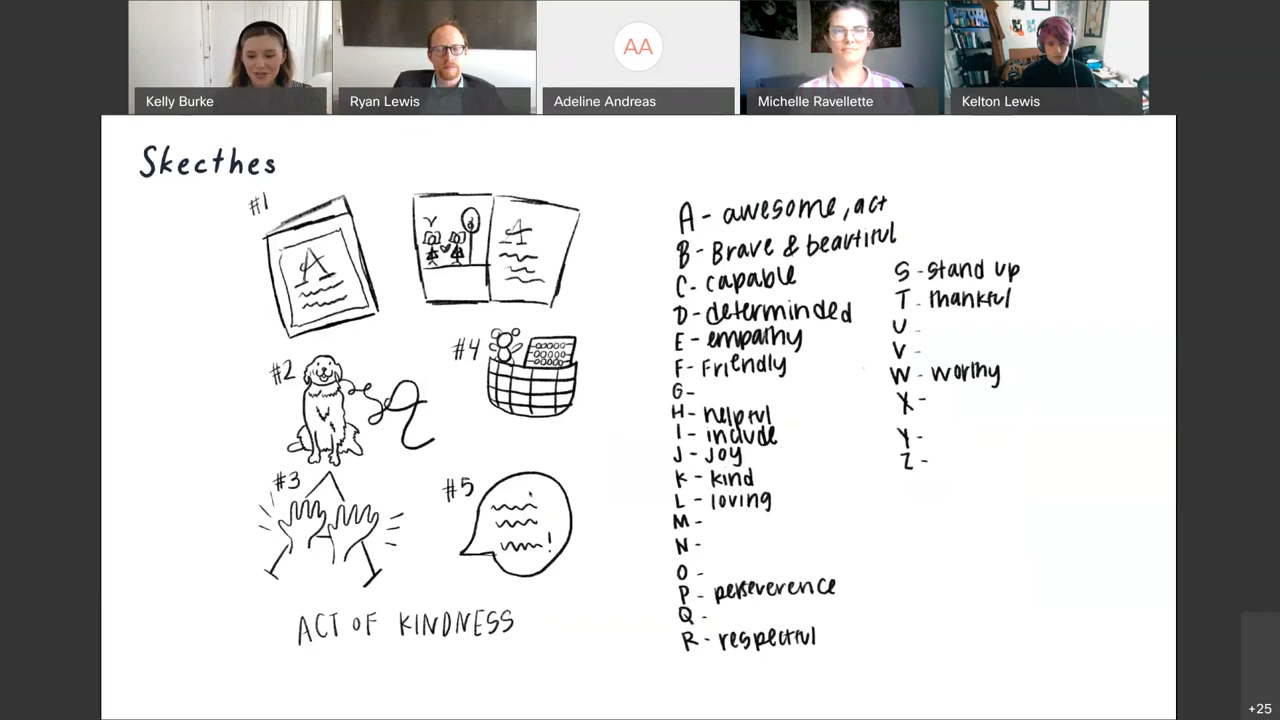 AA
Kelly Burke
Ryan Lewis
Adeline Andreas
Michelle Ravellette
Kelton Lewis
Skecthes
#1
A
A
#2
#4
#3
#5
!
ACT OF KINDNESS
A - awesome, act
B - Brave & beautiful
C - capable
D - determinded
E - empathy
F - Friendly
G -
H - helpful
I - include
J - Joy
K - kind
L - loving
M -
N -
O -
P - perseverence
Q -
R - respectful
S - stand up
T - thankful
U -
V -
W - worthy
X -
Y -
Z -
+25